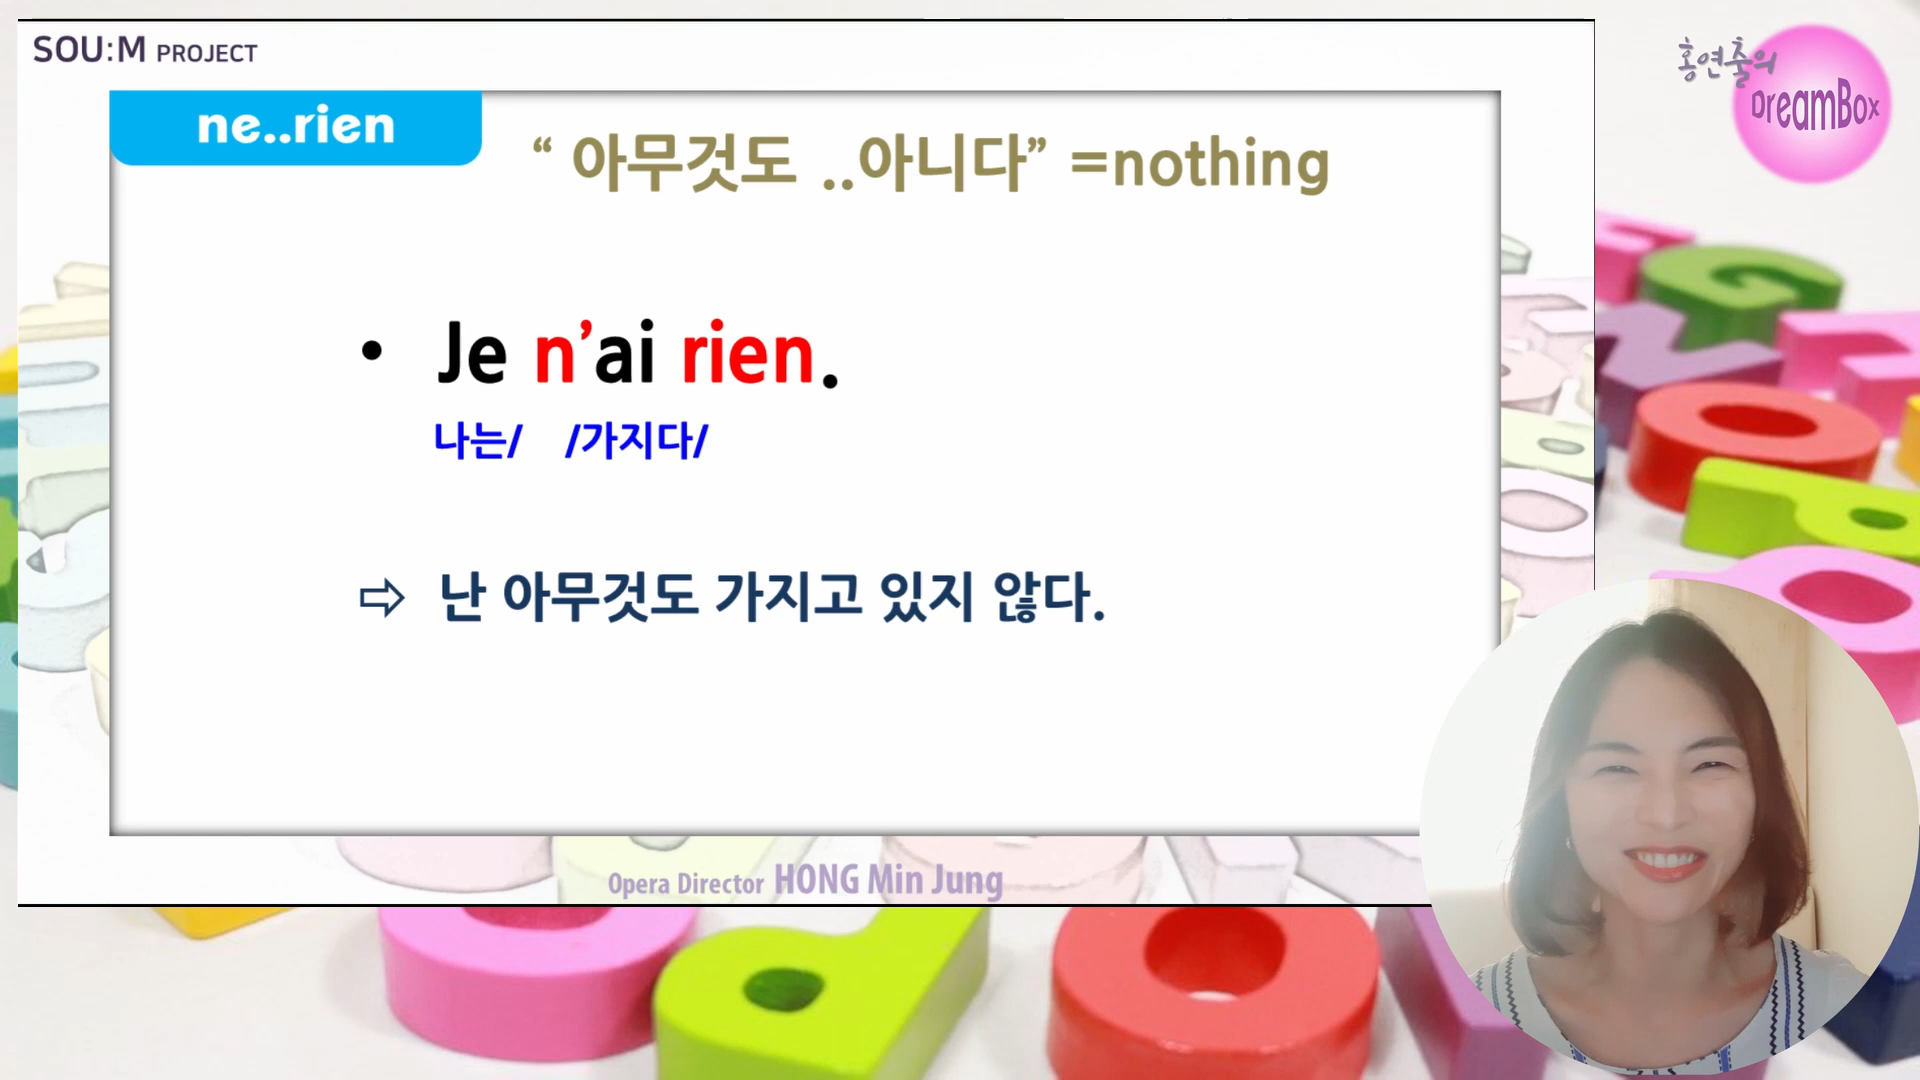 SOU:M PROJECT
홍연출의
DreamBox
ne..rien
“ 아무것도 ..아니다” =nothing
• Je n’ai rien.
나는/ /가지다/
⇨ 난 아무것도 가지고 있지 않다.
Opera Director HONG Min Jung